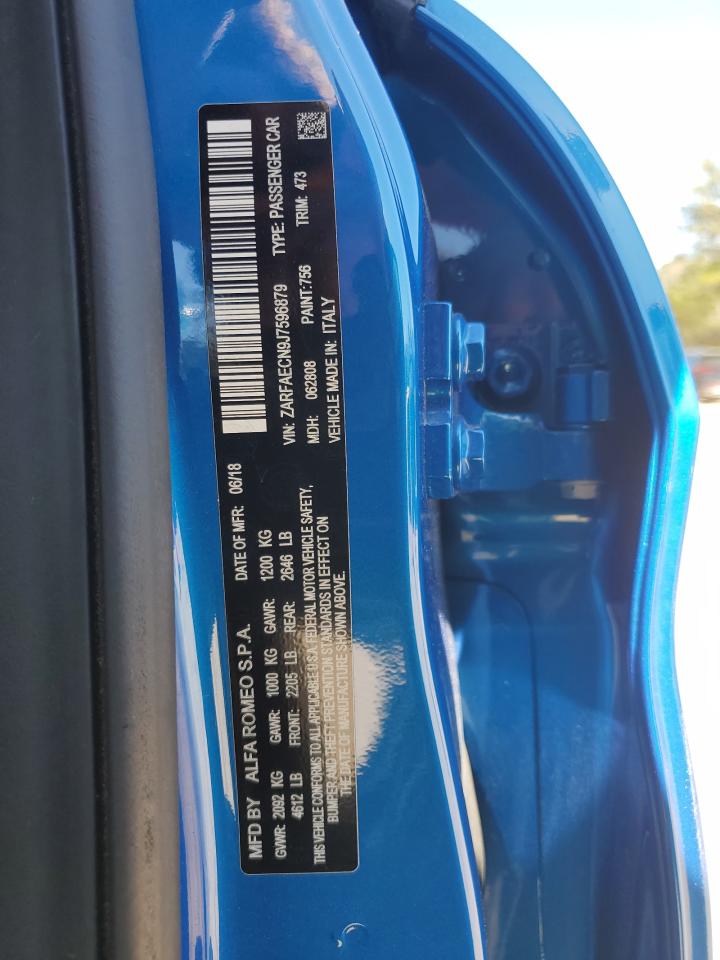 MFD BY ALFA ROMEO S.P.A. DATE OF MFR: 06/18
GVWR: 2092 KG GAWR: 1000 KG GAWR: 1200 KG
4612 LB FRONT: 2205 LB REAR: 2646 LB
THIS VEHICLE CONFORMS TO ALL APPLICABLE U.S.A. FEDERAL MOTOR VEHICLE SAFETY,
BUMPER AND THEFT PREVENTION STANDARDS IN EFFECT ON
THE DATE OF MANUFACTURE SHOWN ABOVE.
VIN: ZARFAECN9J7596879 TYPE: PASSENGER CAR
MDH: 062808 PAINT:756 TRIM: 473
VEHICLE MADE IN: ITALY